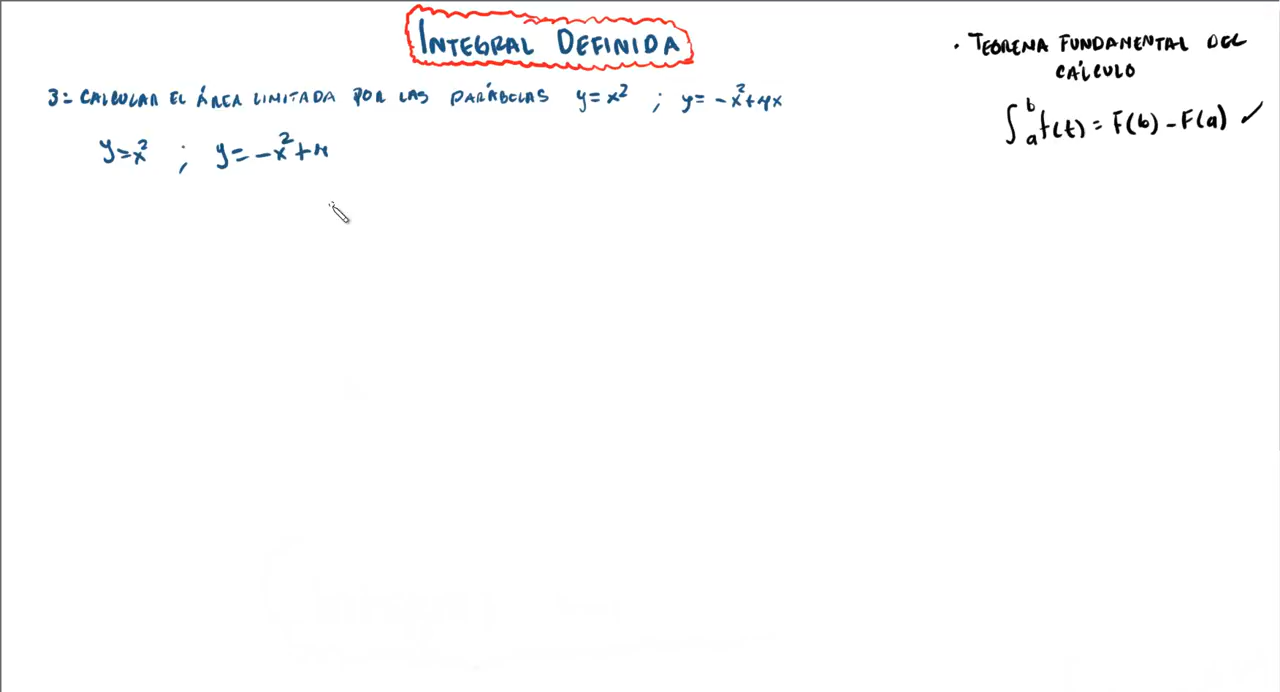 INTEGRAL DEFINIDA
3= CALCULAR EL ÁREA LIMITADA POR LAS PARÁBOLAS y=x² ; y=-x²+4x
y=x² ; y=-x²+4
• TEOREMA FUNDAMENTAL DEL
CÁLCULO
∫ₐᵇ f(t) = F(b) - F(a) ✓